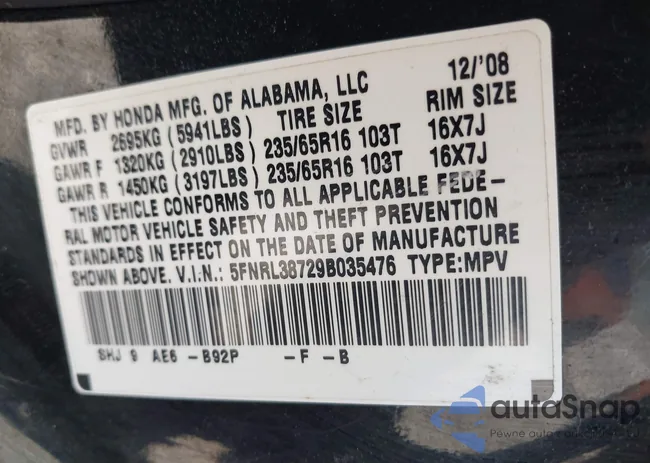 MFD. BY HONDA MFG. OF ALABAMA, LLC 12/'08
GVWR 2695KG (5941LBS) TIRE SIZE RIM SIZE
GAWR F 1320KG (2910LBS) 235/65R16 103T 16X7J
GAWR R 1450KG (3197LBS) 235/65R16 103T 16X7J
THIS VEHICLE CONFORMS TO ALL APPLICABLE FEDE-
RAL MOTOR VEHICLE SAFETY AND THEFT PREVENTION
STANDARDS IN EFFECT ON THE DATE OF MANUFACTURE
SHOWN ABOVE. V.I.N.: 5FNRL38729B035476 TYPE:MPV
SHJ 9 AE6 -B92P -F -B
autoSnap
Pewne auto